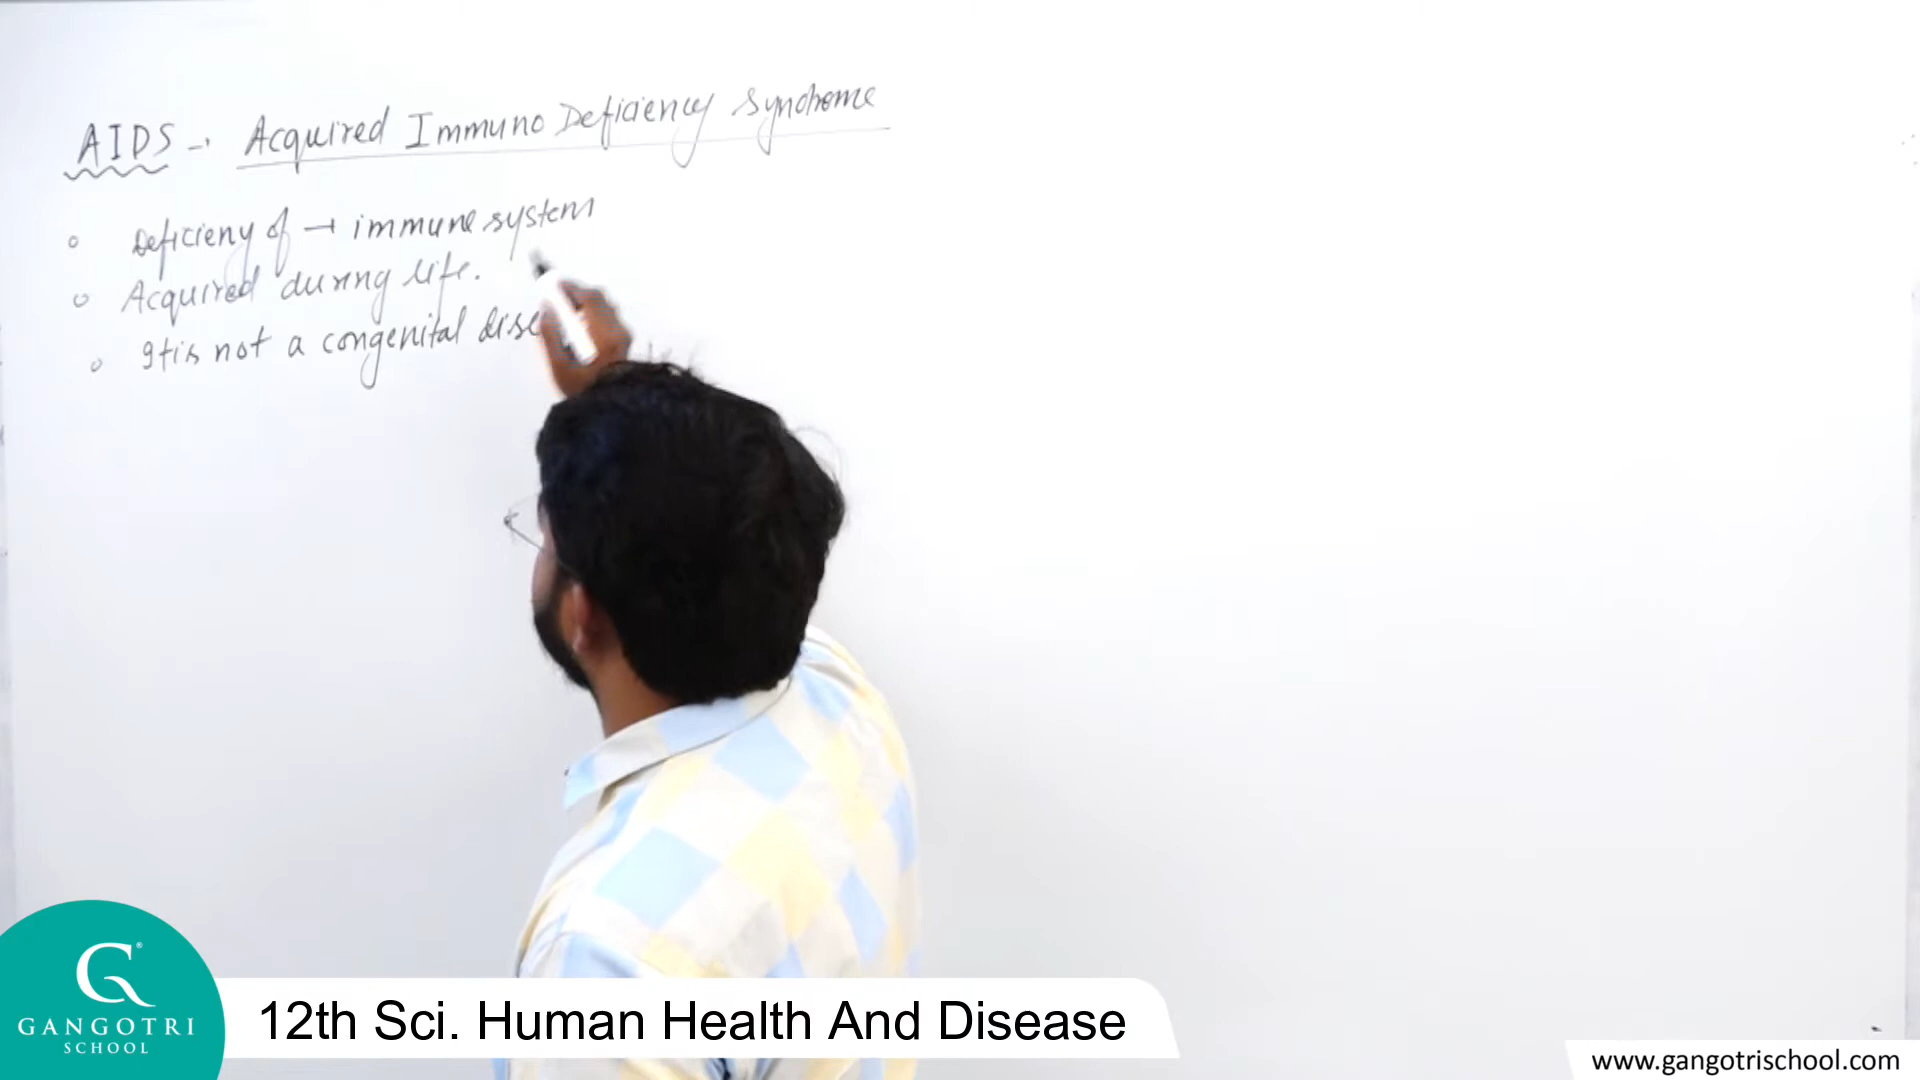 AIDS → Acquired Immuno Deficiency Syndrome
Deficieny of → immune system
Acquired during life.
It is not a congenital
GANGOTRI
SCHOOL
12th Sci. Human Health And Disease
www.gangotrischool.com